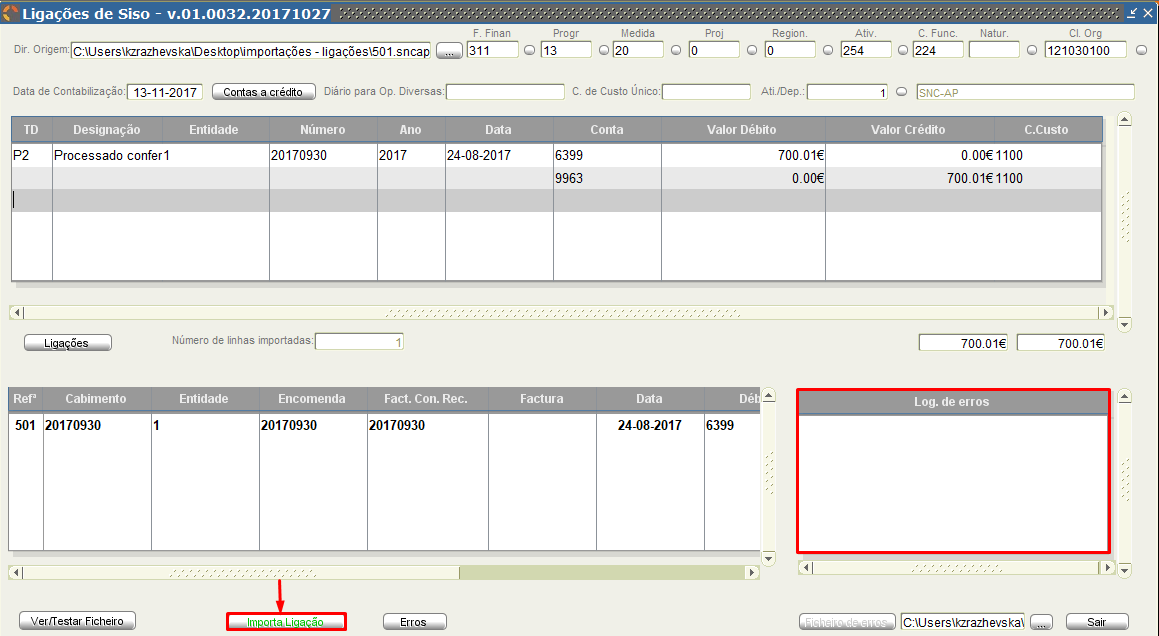 Ligações de Siso - v.01.0032.20171027
F. Finan Progr Medida Proj Region. Ativ. C. Func. Natur. Cl. Org
Dir. Origem: C:\Users\kzrazhevska\Desktop\importações - ligações\501.sncap ... 311 13 20 0 0 254 224 121030100
Data de Contabilização: 13-11-2017 Contas a crédito Diário para Op. Diversas: C. de Custo Único: Ati./Dep.: 1 SNC-AP
TD Designação Entidade Número Ano Data Conta Valor Débito Valor Crédito C.Custo
P2 Processado confer 1 20170930 2017 24-08-2017 6399 700.01€ 0.00€ 1100
9963 0.00€ 700.01€ 1100
Ligações Número de linhas importadas: 1 700.01€ 700.01€
Refª Cabimento Entidade Encomenda Fact. Con. Rec. Factura Data Déb Log. de erros
501 20170930 1 20170930 20170930 24-08-2017 6399
Ver/Testar Ficheiro Importa Ligação Erros Ficheiro de erros C:\Users\kzrazhevska\ ... Sair